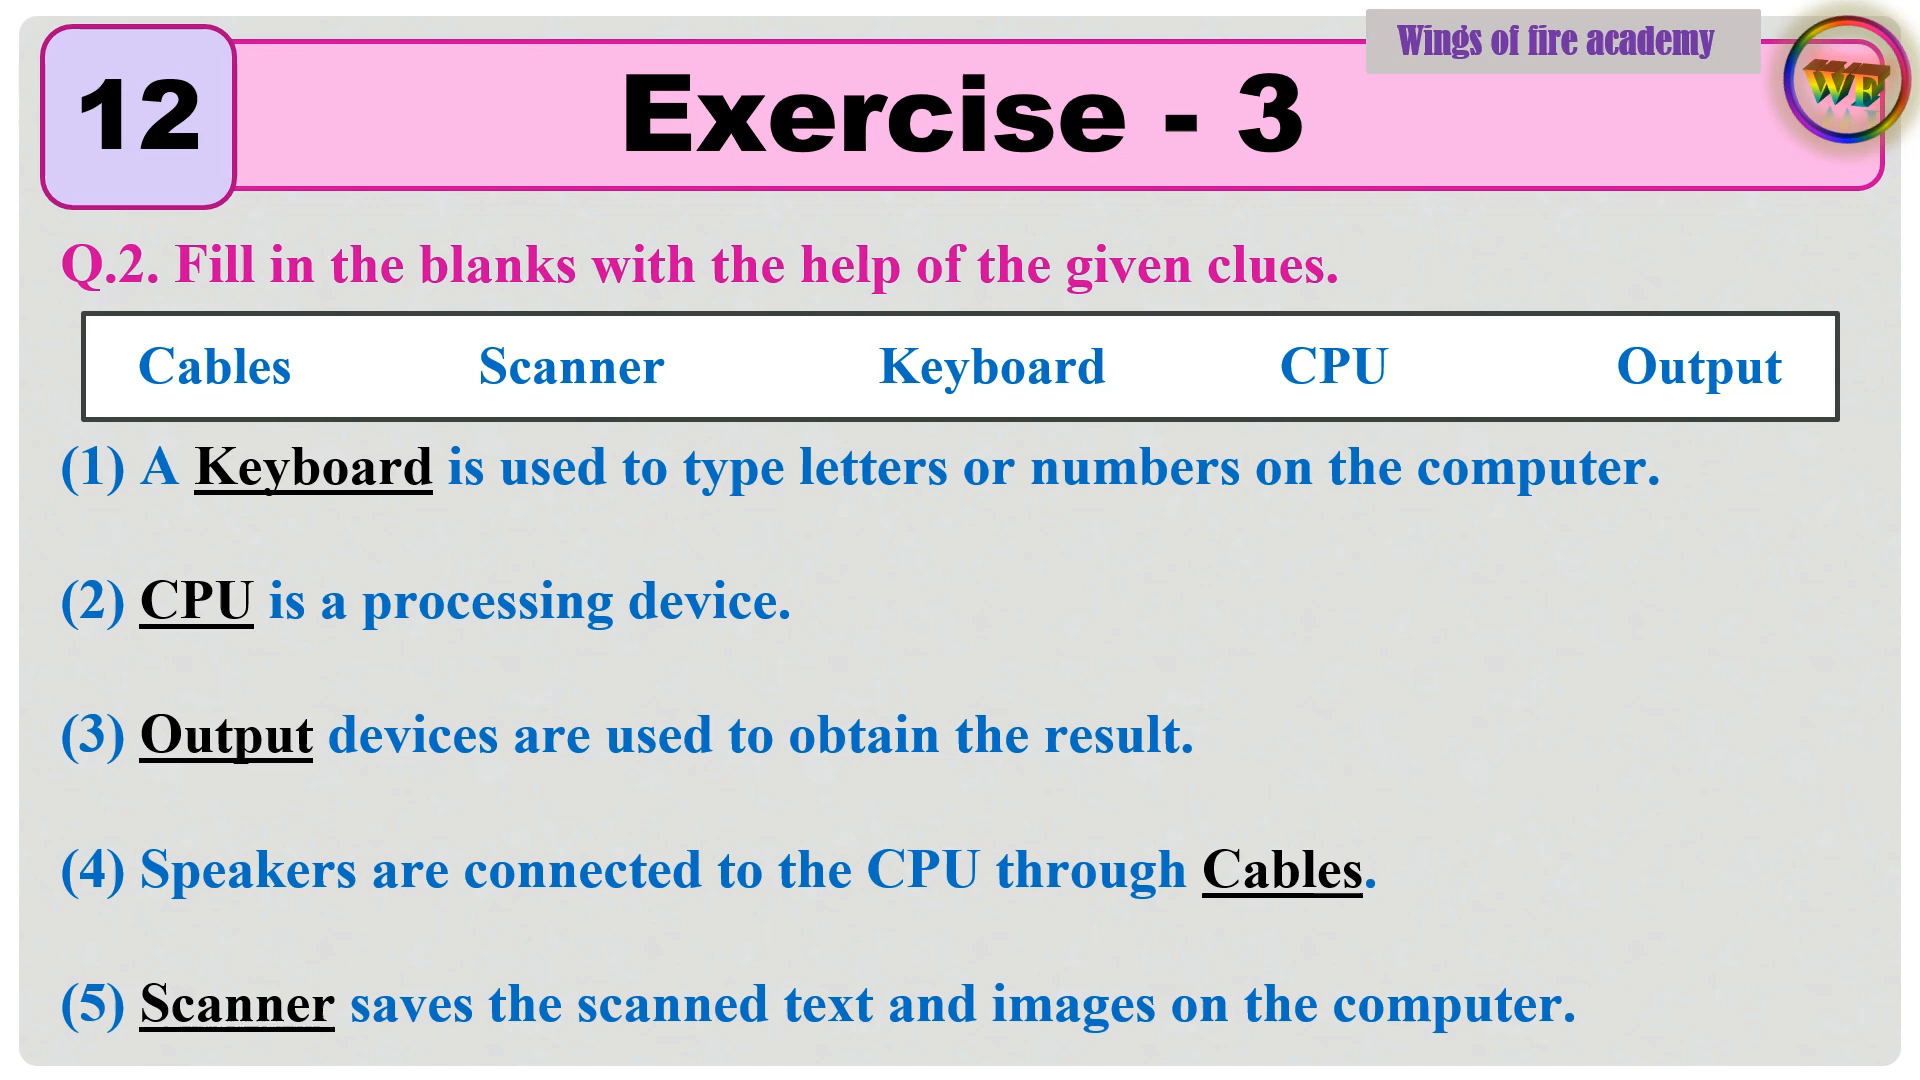 Wings of fire academy
WF
12
Exercise - 3
Q.2. Fill in the blanks with the help of the given clues.
Cables Scanner Keyboard CPU Output
(1) A Keyboard is used to type letters or numbers on the computer.
(2) CPU is a processing device.
(3) Output devices are used to obtain the result.
(4) Speakers are connected to the CPU through Cables.
(5) Scanner saves the scanned text and images on the computer.